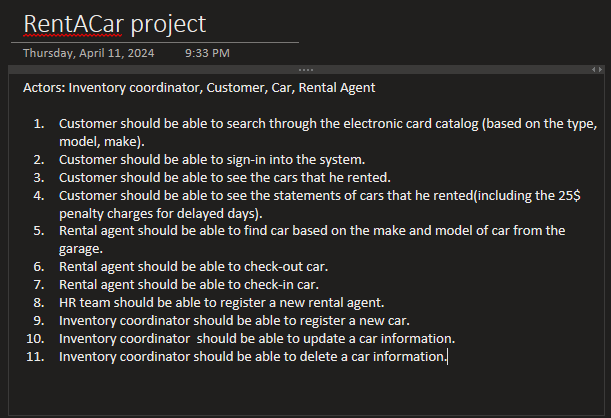 RentACar project
Thursday, April 11, 2024 9:33 PM
Actors: Inventory coordinator, Customer, Car, Rental Agent
1. Customer should be able to search through the electronic card catalog (based on the type,
model, make).
2. Customer should be able to sign-in into the system.
3. Customer should be able to see the cars that he rented.
4. Customer should be able to see the statements of cars that he rented(including the 25$
penalty charges for delayed days).
5. Rental agent should be able to find car based on the make and model of car from the
garage.
6. Rental agent should be able to check-out car.
7. Rental agent should be able to check-in car.
8. HR team should be able to register a new rental agent.
9. Inventory coordinator should be able to register a new car.
10. Inventory coordinator  should be able to update a car information.
11. Inventory coordinator should be able to delete a car information.